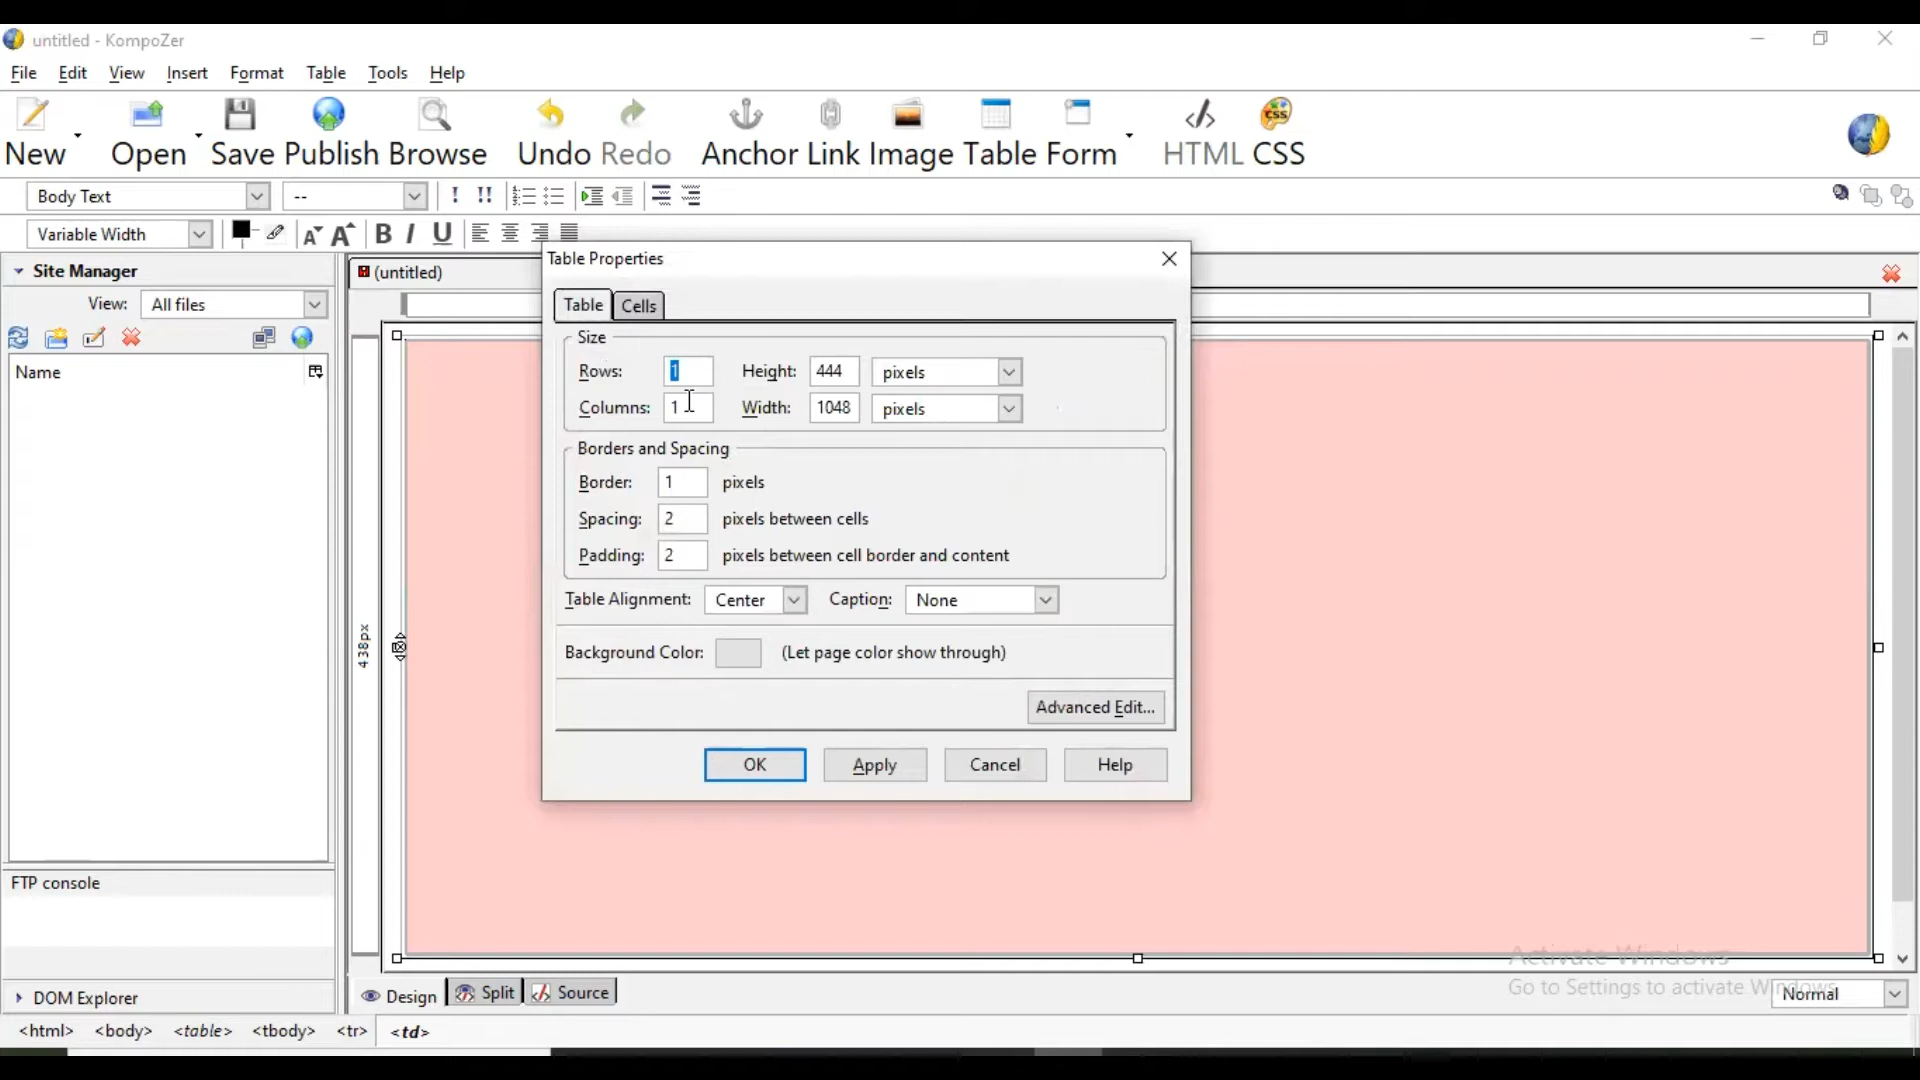 untitled - KompoZer
File Edit View Insert Format Table Tools Help
New Open Save Publish Browse Undo Redo Anchor Link Image Table Form HTML CSS
Body Text -- ! !!
Variable Width A A B I U
Site Manager
(untitled)
View: All files
Name
438px
Table Properties
Table Cells
Size
Rows: 1 Height: 444 pixels
Columns: 1 Width: 1048 pixels
Borders and Spacing
Border: 1 pixels
Spacing: 2 pixels between cells
Padding: 2 pixels between cell border and content
Table Alignment: Center Caption: None
Background Color: (Let page color show through)
Advanced Edit...
OK Apply Cancel Help
FTP console
Activate Windows
Go to Settings to activate Windows.
DOM Explorer
Design Split Source
Normal
<html> <body> <table> <tbody> <tr> <td>